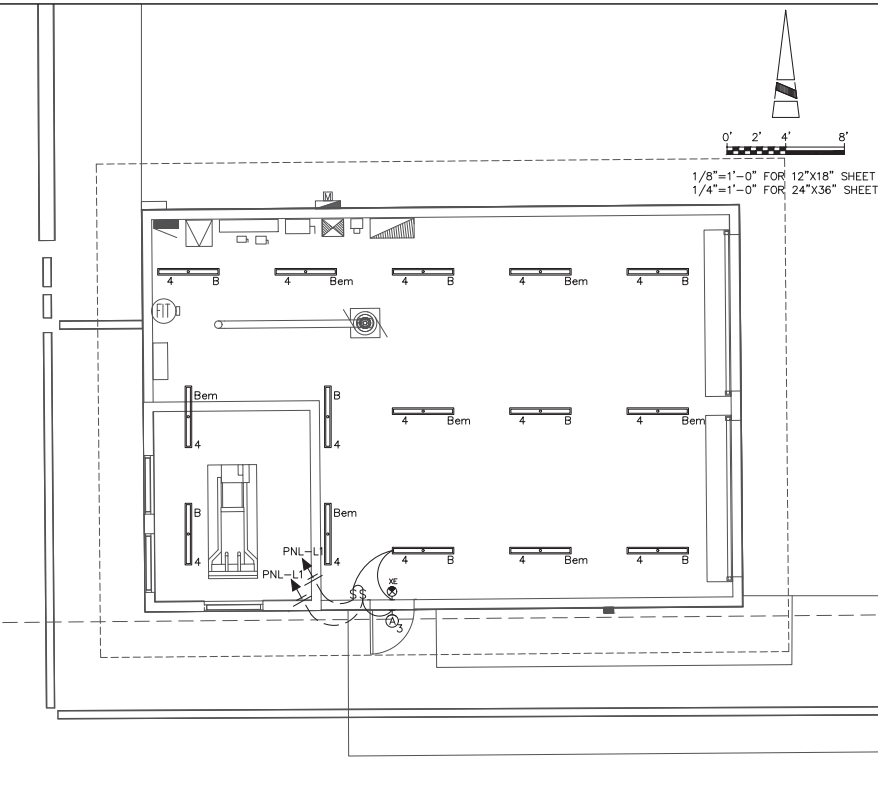 0' 2' 4' 8'
1/8"=1'-0" FOR 12"X18" SHEET
1/4"=1'-0" FOR 24"X36" SHEET
M
4 B 4 Bem 4 B 4 Bem 4 B
FIT
Bem B
4 Bem 4 B 4 Bem
4 4
B Bem
PNL-L1
4 4 4 B 4 Bem 4 B
PNL-L1
XE
S S
A 3